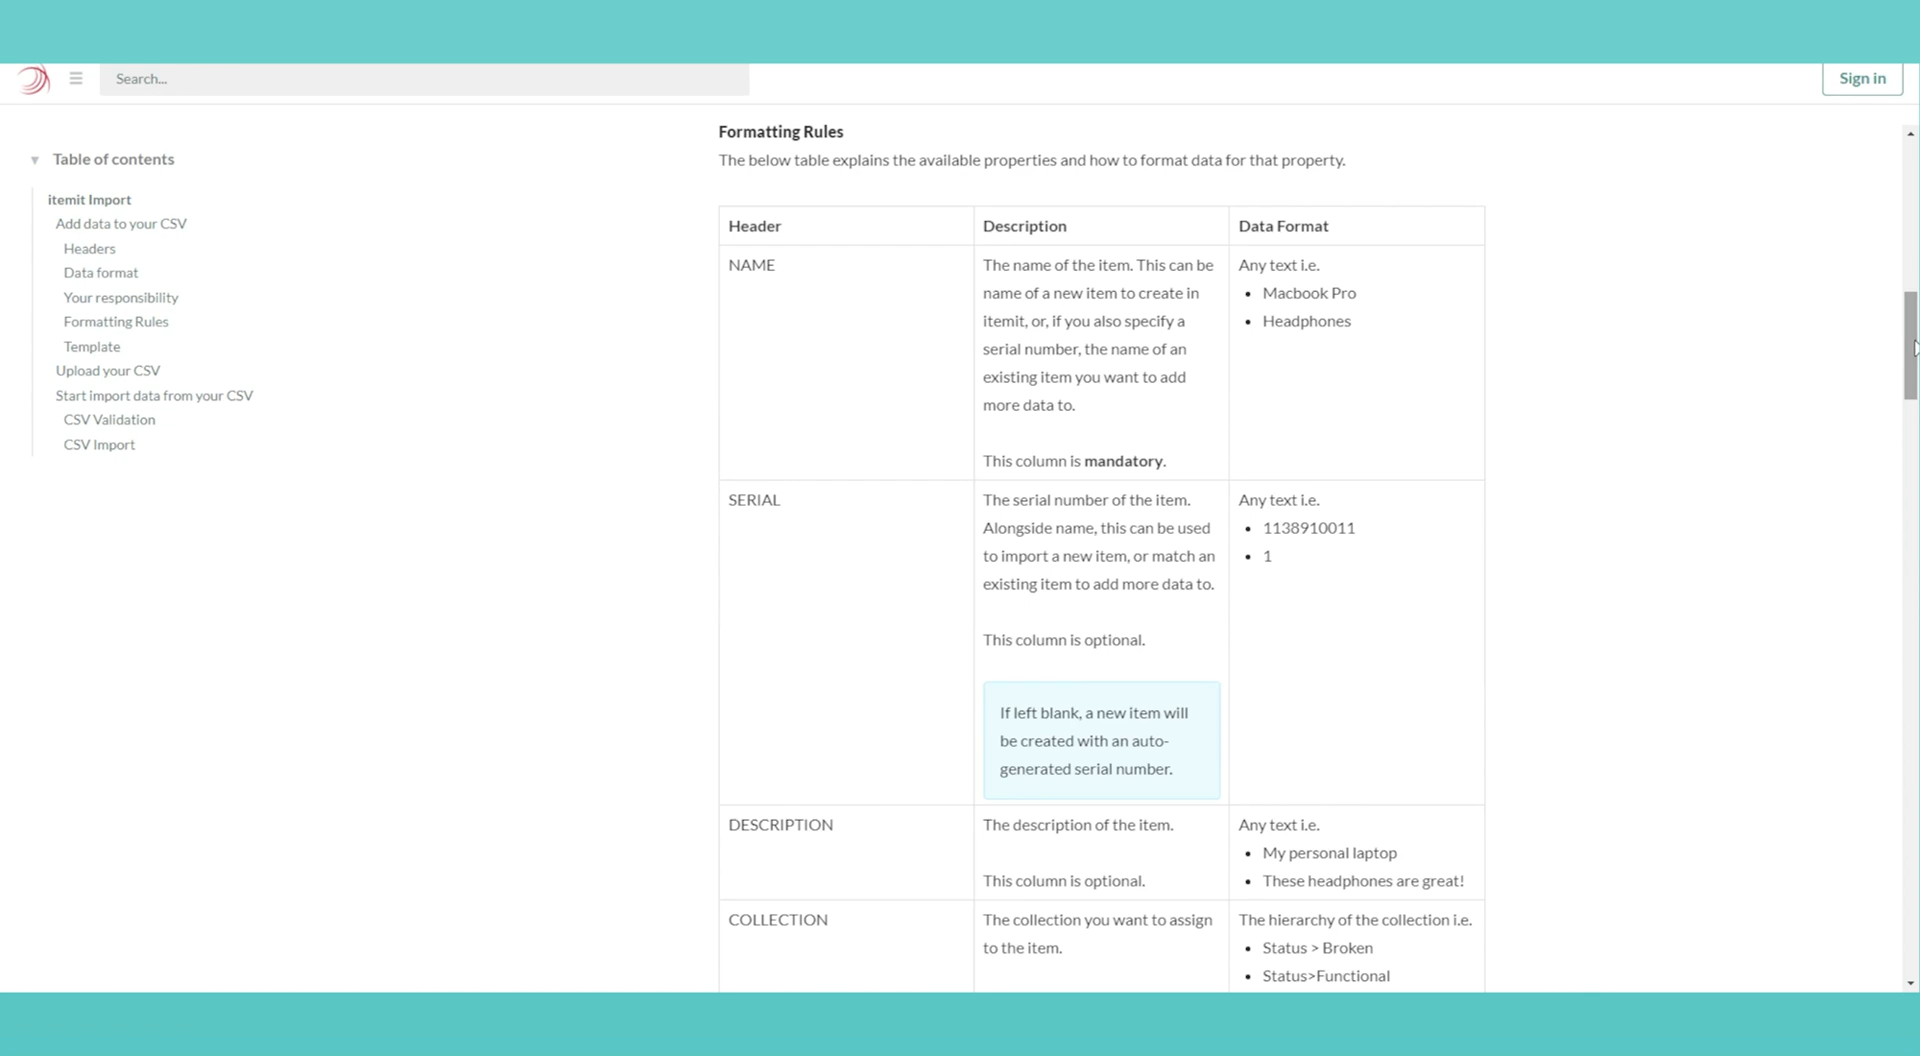 Search...
Sign in
Table of contents
itemit Import
Add data to your CSV
Headers
Data format
Your responsibility
Formatting Rules
Template
Upload your CSV
Start import data from your CSV
CSV Validation
CSV Import
Formatting Rules
The below table explains the available properties and how to format data for that property.
Header
Description
Data Format
NAME
The name of the item. This can be
name of a new item to create in
itemit, or, if you also specify a
serial number, the name of an
existing item you want to add
more data to.
This column is mandatory.
Any text i.e.
Macbook Pro
Headphones
SERIAL
The serial number of the item.
Alongside name, this can be used
to import a new item, or match an
existing item to add more data to.
This column is optional.
If left blank, a new item will
be created with an auto-
generated serial number.
Any text i.e.
1138910011
1
DESCRIPTION
The description of the item.
This column is optional.
Any text i.e.
My personal laptop
These headphones are great!
COLLECTION
The collection you want to assign
to the item.
The hierarchy of the collection i.e.
Status > Broken
Status>Functional